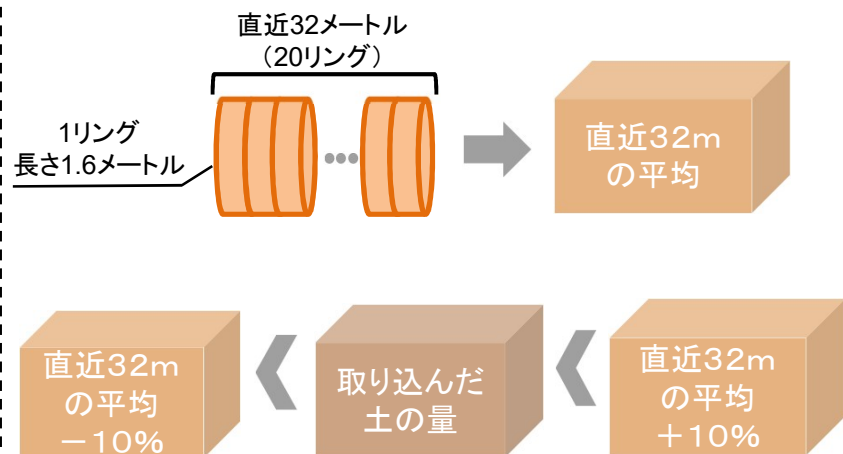 直近32メートル
（20リング）
1リング
長さ1.6メートル
直近32m
の平均
直近32m
の平均
－10%
取り込んだ
土の量
直近32m
の平均
＋10%